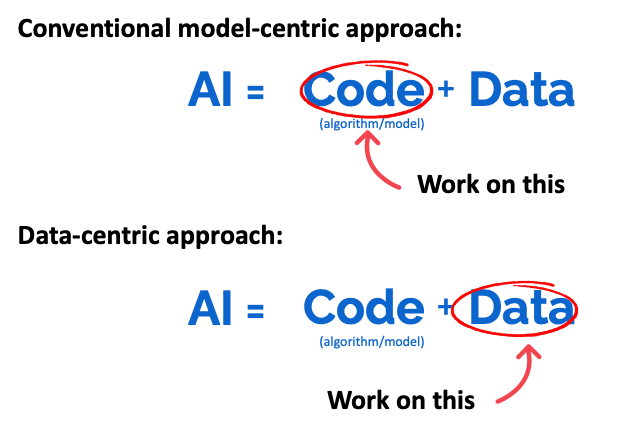 Conventional model-centric approach:
AI = Code + Data
(algorithm/model)
Work on this
Data-centric approach:
AI = Code + Data
(algorithm/model)
Work on this